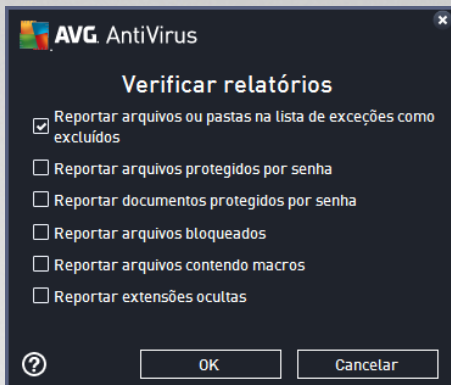 AVG. AntiVirus
Verificar relatórios
Reportar arquivos ou pastas na lista de exceções como
excluídos
Reportar arquivos protegidos por senha
Reportar documentos protegidos por senha
Reportar arquivos bloqueados
Reportar arquivos contendo macros
Reportar extensões ocultas
?
OK
Cancelar